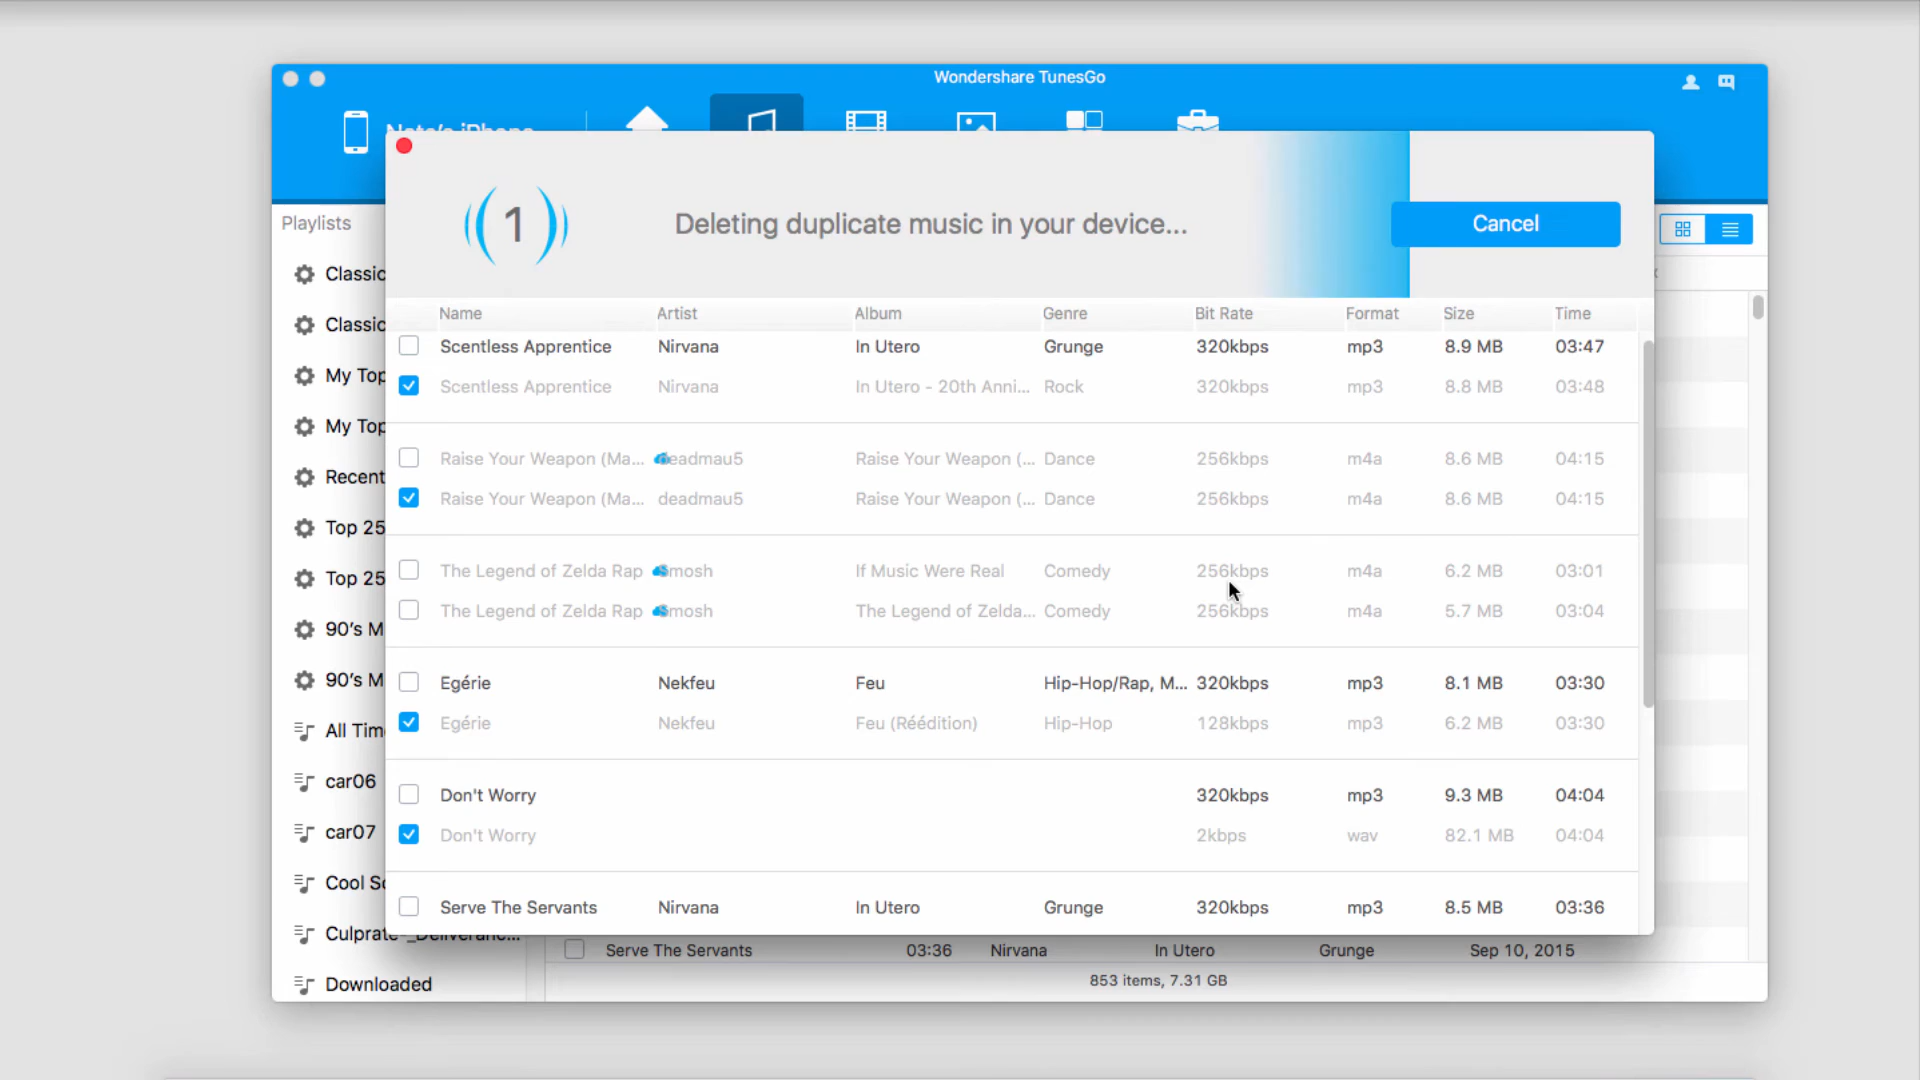 Wondershare TunesGo
Nate's iPhone
1
Deleting duplicate music in your device...
Cancel
Playlists
Classic
Classic
My Top
My Top
Recent
Top 25
Top 25
90's M
90's M
All Time
car06
car07
Cool So
Culprate -_Deliveranc...
Downloaded
Name Artist Album Genre Bit Rate Format Size Time
Scentless Apprentice Nirvana In Utero Grunge 320kbps mp3 8.9 MB 03:47
Scentless Apprentice Nirvana In Utero - 20th Anni... Rock 320kbps mp3 8.8 MB 03:48
Raise Your Weapon (Ma... deadmau5 Raise Your Weapon (... Dance 256kbps m4a 8.6 MB 04:15
Raise Your Weapon (Ma... deadmau5 Raise Your Weapon (... Dance 256kbps m4a 8.6 MB 04:15
The Legend of Zelda Rap Smosh If Music Were Real Comedy 256kbps m4a 6.2 MB 03:01
The Legend of Zelda Rap Smosh The Legend of Zelda... Comedy 256kbps m4a 5.7 MB 03:04
Egérie Nekfeu Feu Hip-Hop/Rap, M... 320kbps mp3 8.1 MB 03:30
Egérie Nekfeu Feu (Réédition) Hip-Hop 128kbps mp3 6.2 MB 03:30
Don't Worry 320kbps mp3 9.3 MB 04:04
Don't Worry 2kbps wav 82.1 MB 04:04
Serve The Servants Nirvana In Utero Grunge 320kbps mp3 8.5 MB 03:36
Serve The Servants 03:36 Nirvana In Utero Grunge Sep 10, 2015
853 items, 7.31 GB